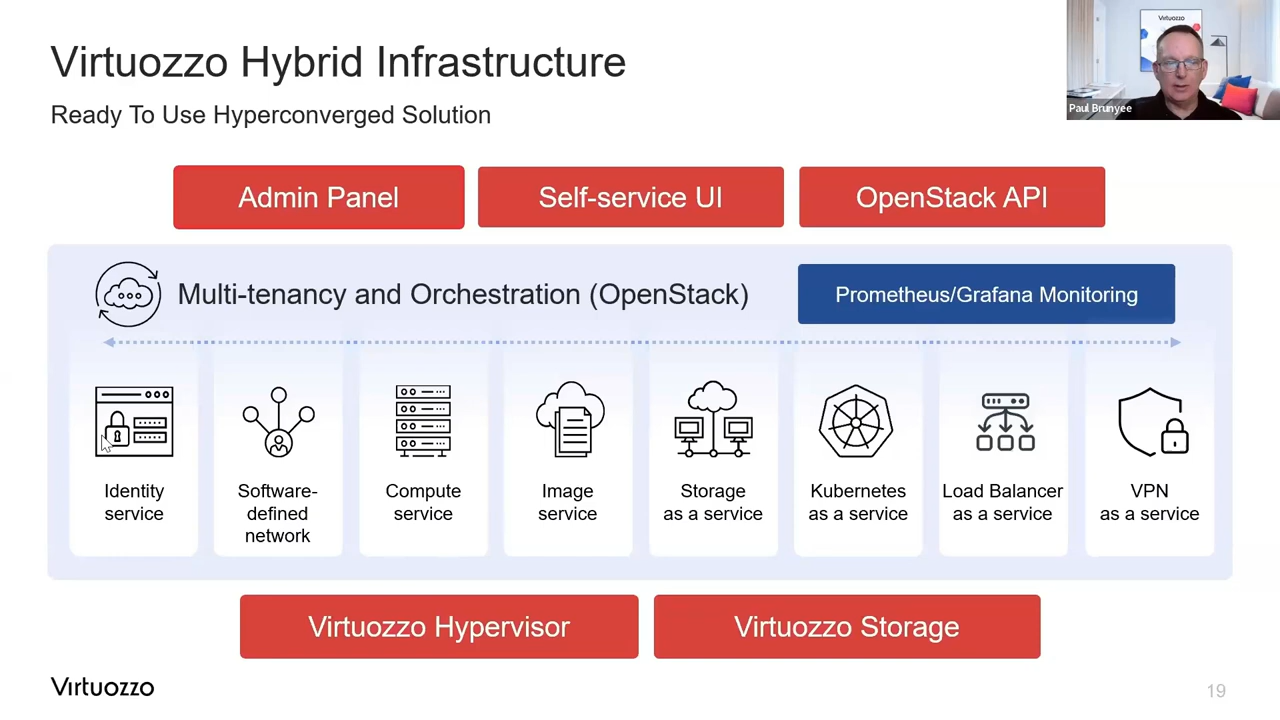 Virtuozzo Hybrid Infrastructure
Ready To Use Hyperconverged Solution
Virtuozzo
Paul Brunyee
Admin Panel
Self-service UI
OpenStack API
Multi-tenancy and Orchestration (OpenStack)
Prometheus/Grafana Monitoring
Identity
service
Software-
defined
network
Compute
service
Image
service
Storage
as a service
Kubernetes
as a service
Load Balancer
as a service
VPN
as a service
Virtuozzo Hypervisor
Virtuozzo Storage
Virtuozzo
19